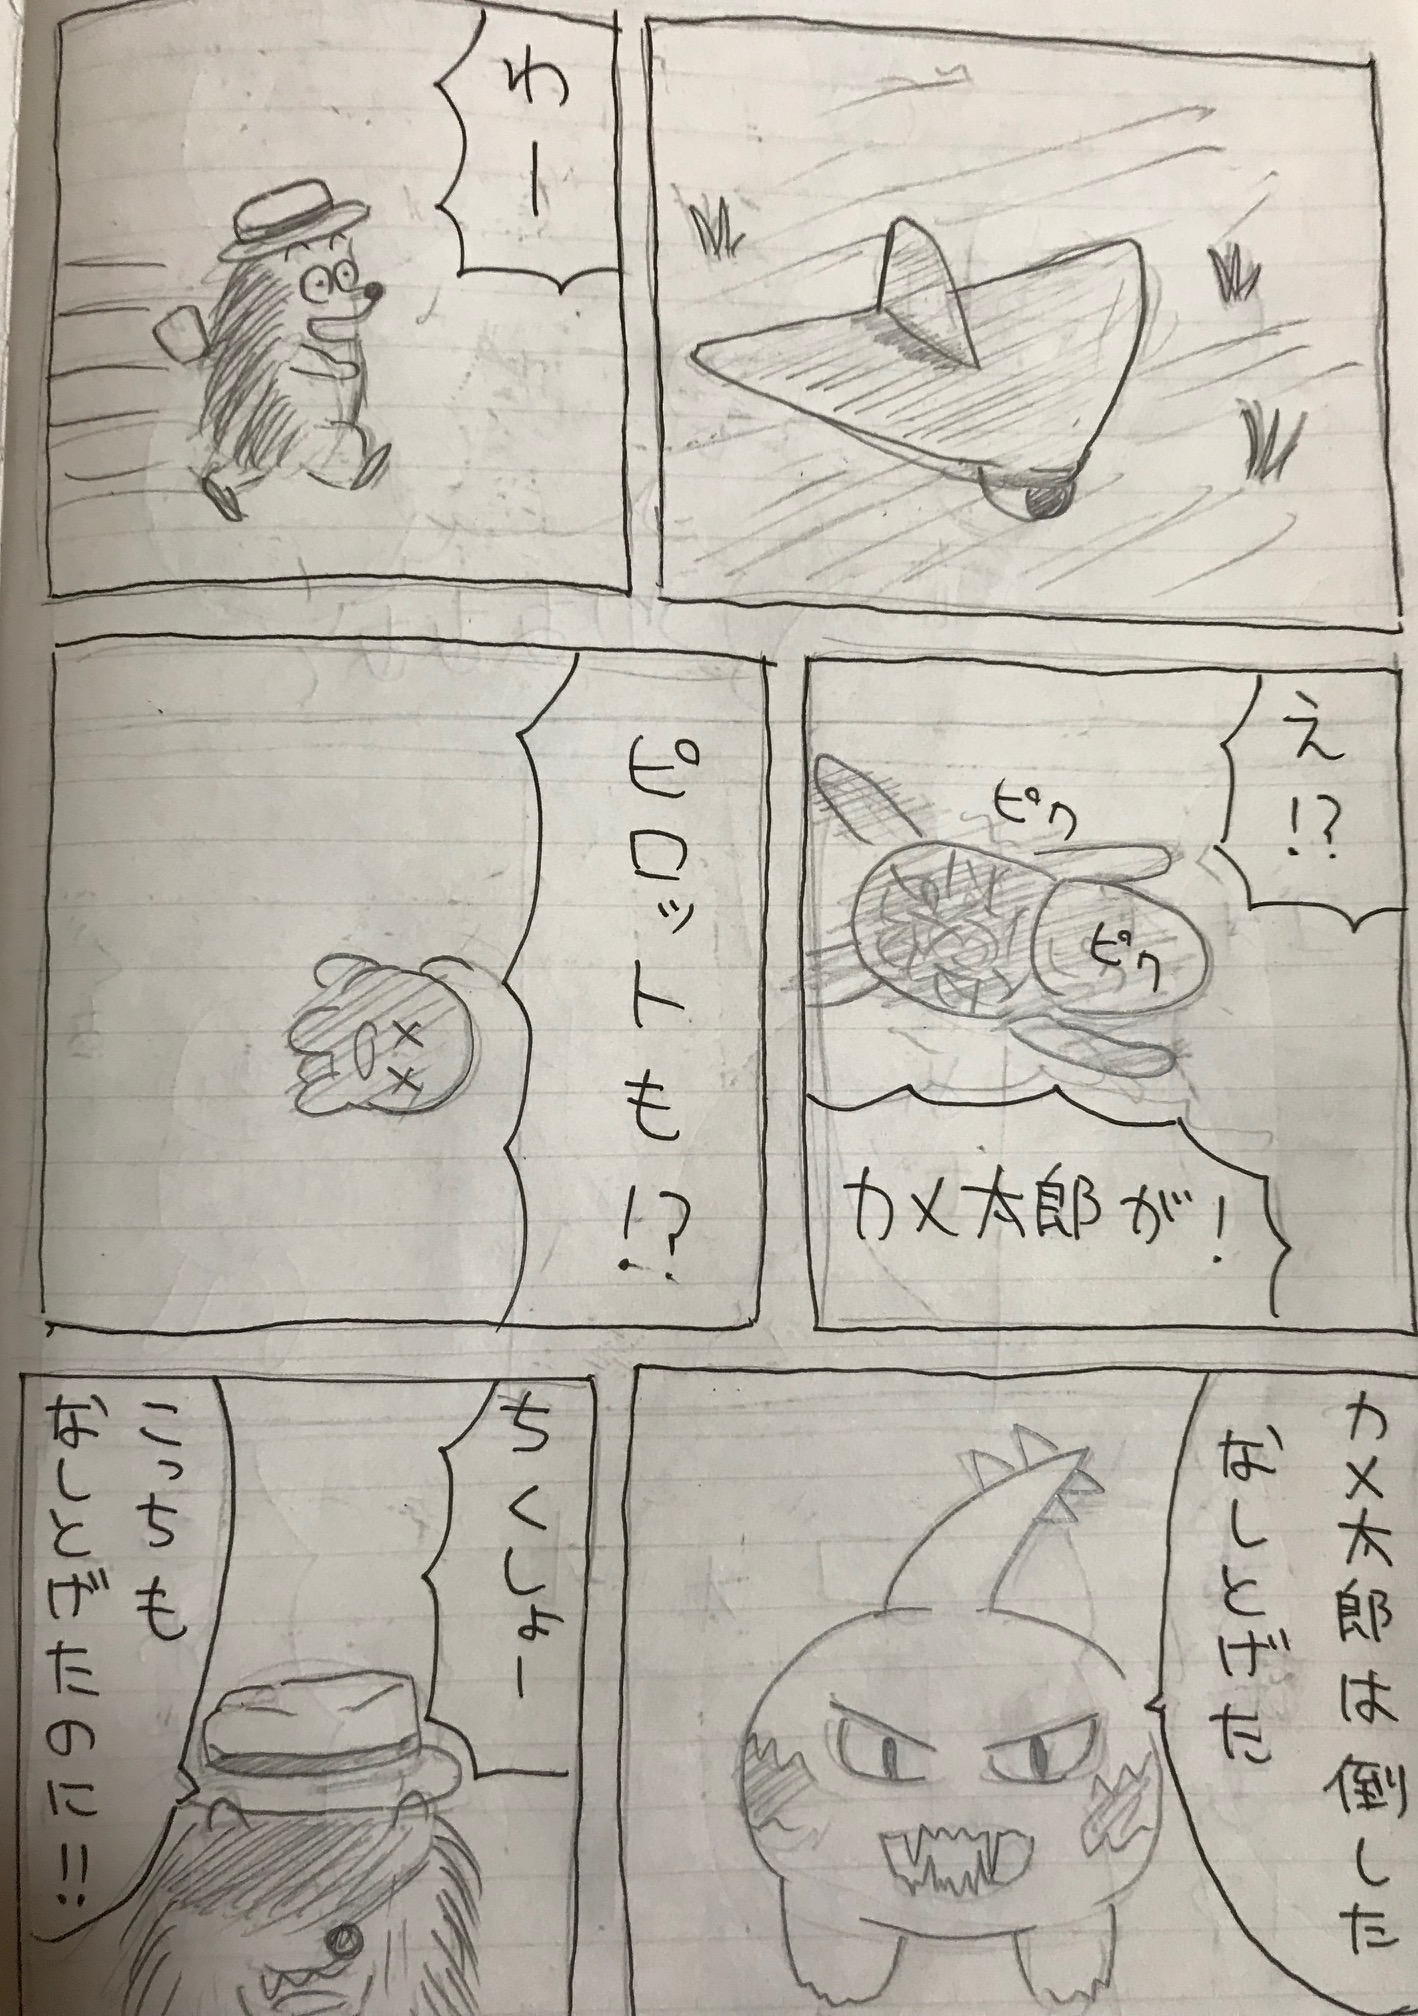 わー
え!?
ピク
ピク
カメ太郎が!
ピロットも!?
カメ太郎は倒した
なしとげた
ちくしょー
こっちも
なしとげたのに!!